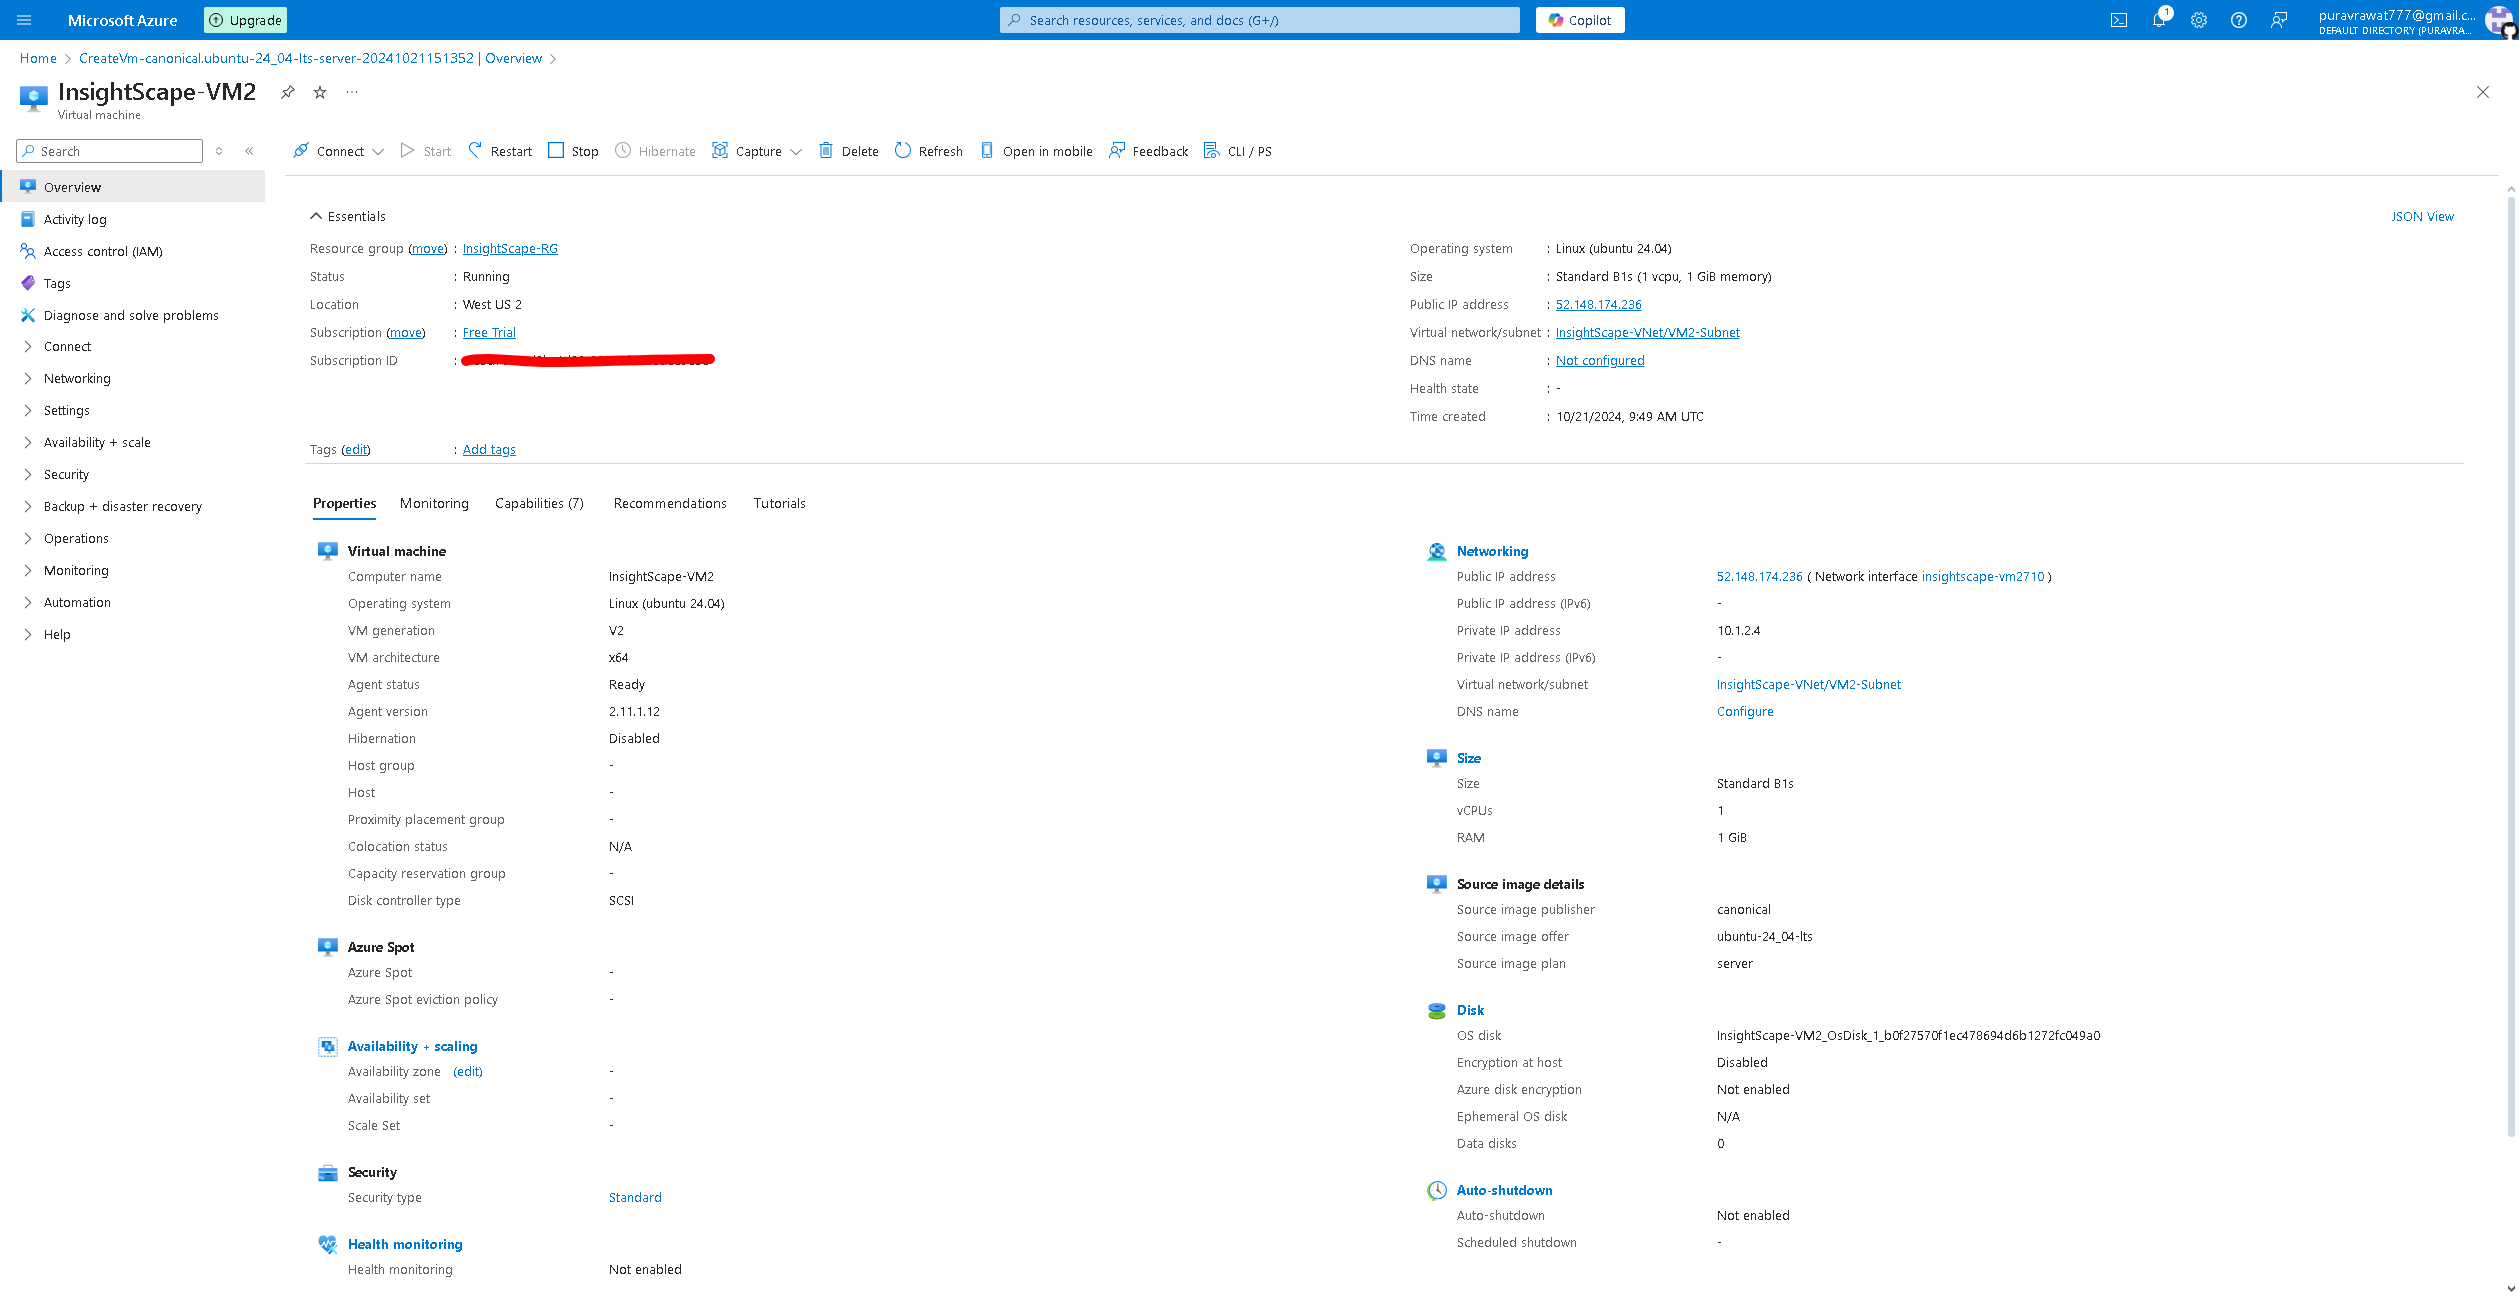 Microsoft Azure
Upgrade
Search resources, services, and docs (G+/)
Copilot
1
puravrawat777@gmail.c...
DEFAULT DIRECTORY (PURAVRA...
Home > CreateVm-canonical.ubuntu-24_04-lts-server-20241021151352 | Overview >
InsightScape-VM2
Virtual machine
Search
Connect Start Restart Stop Hibernate Capture Delete Refresh Open in mobile Feedback CLI / PS
Overview
Activity log
Access control (IAM)
Tags
Diagnose and solve problems
Connect
Networking
Settings
Availability + scale
Security
Backup + disaster recovery
Operations
Monitoring
Automation
Help
Essentials
JSON View
Resource group (move) : InsightScape-RG
Status : Running
Location : West US 2
Subscription (move) : Free Trial
Subscription ID :
Operating system : Linux (ubuntu 24.04)
Size : Standard B1s (1 vcpu, 1 GiB memory)
Public IP address : 52.148.174.236
Virtual network/subnet : InsightScape-VNet/VM2-Subnet
DNS name : Not configured
Health state : -
Time created : 10/21/2024, 9:49 AM UTC
Tags (edit) : Add tags
Properties Monitoring Capabilities (7) Recommendations Tutorials
Virtual machine
Computer name InsightScape-VM2
Operating system Linux (ubuntu 24.04)
VM generation V2
VM architecture x64
Agent status Ready
Agent version 2.11.1.12
Hibernation Disabled
Host group -
Host -
Proximity placement group -
Colocation status N/A
Capacity reservation group -
Disk controller type SCSI
Azure Spot
Azure Spot -
Azure Spot eviction policy -
Availability + scaling
Availability zone (edit) -
Availability set -
Scale Set -
Security
Security type Standard
Health monitoring
Health monitoring Not enabled
Networking
Public IP address 52.148.174.236 ( Network interface insightscape-vm2710 )
Public IP address (IPv6) -
Private IP address 10.1.2.4
Private IP address (IPv6) -
Virtual network/subnet InsightScape-VNet/VM2-Subnet
DNS name Configure
Size
Size Standard B1s
vCPUs 1
RAM 1 GiB
Source image details
Source image publisher canonical
Source image offer ubuntu-24_04-lts
Source image plan server
Disk
OS disk InsightScape-VM2_OsDisk_1_b0f27570f1ec478694d6b1272fc049a0
Encryption at host Disabled
Azure disk encryption Not enabled
Ephemeral OS disk N/A
Data disks 0
Auto-shutdown
Auto-shutdown Not enabled
Scheduled shutdown -